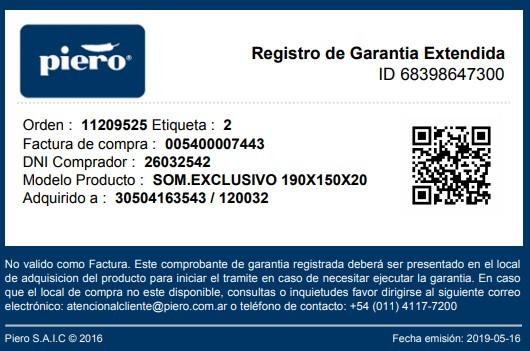 piero®
Registro de Garantia Extendida
ID 68398647300
Orden : 11209525 Etiqueta : 2
Factura de compra : 005400007443
DNI Comprador : 26032542
Modelo Producto : SOM.EXCLUSIVO 190X150X20
Adquirido a : 30504163543 / 120032
No valido como Factura. Este comprobante de garantia registrada deberá ser presentado en el local
de adquisicion del producto para iniciar el tramite en caso de necesitar ejecutar la garantia. En caso
que el local de compra no este disponible, consultas o inquietudes favor dirigirse al siguiente correo
electrónico: atencionalcliente@piero.com.ar o teléfono de contacto: +54 (011) 4117-7200
Piero S.A.I.C © 2016
Fecha emisión: 2019-05-16